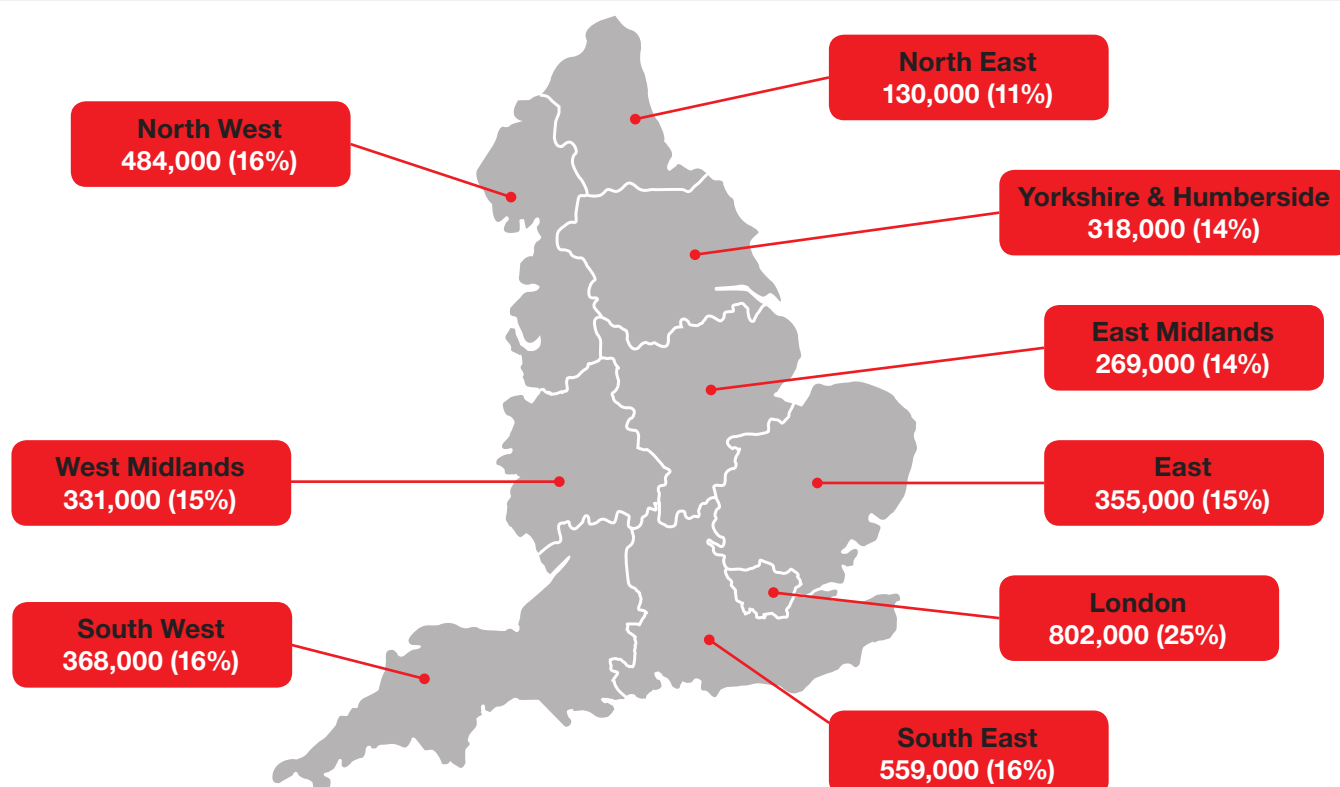 North East
130,000 (11%)
North West
484,000 (16%)
Yorkshire & Humberside
318,000 (14%)
East Midlands
269,000 (14%)
West Midlands
331,000 (15%)
East
355,000 (15%)
London
802,000 (25%)
South West
368,000 (16%)
South East
559,000 (16%)